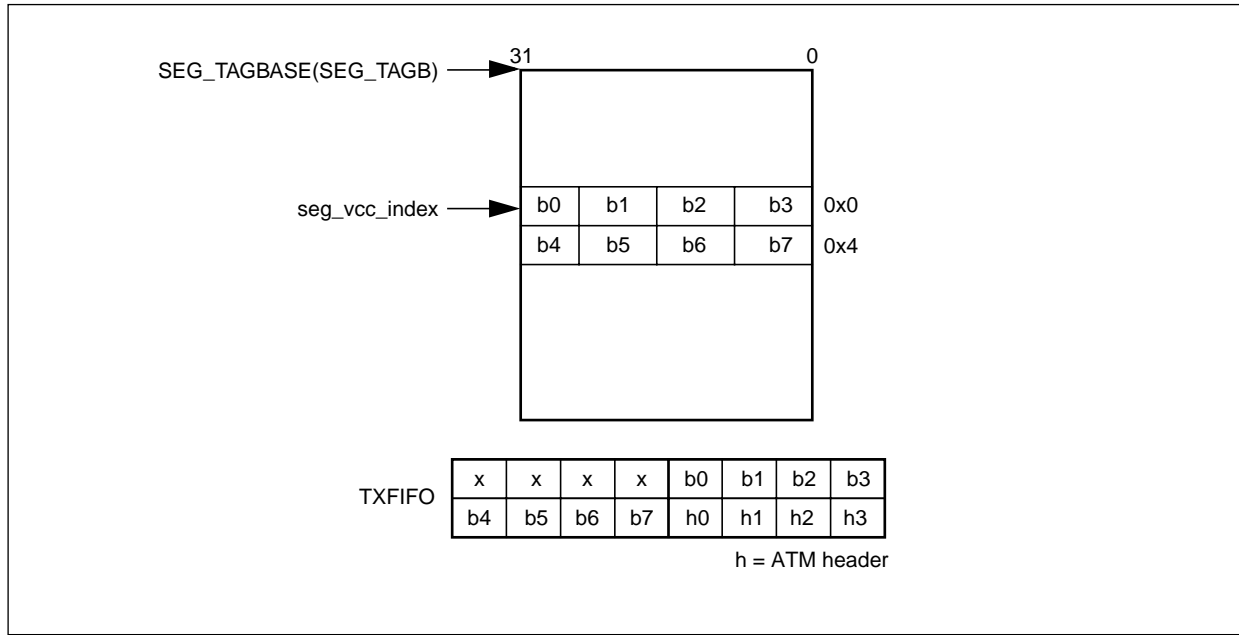 31 0
SEG_TAGBASE(SEG_TAGB)
seg_vcc_index b0 b1 b2 b3 0x0
b4 b5 b6 b7 0x4
x x x x b0 b1 b2 b3
TXFIFO
b4 b5 b6 b7 h0 h1 h2 h3
h = ATM header